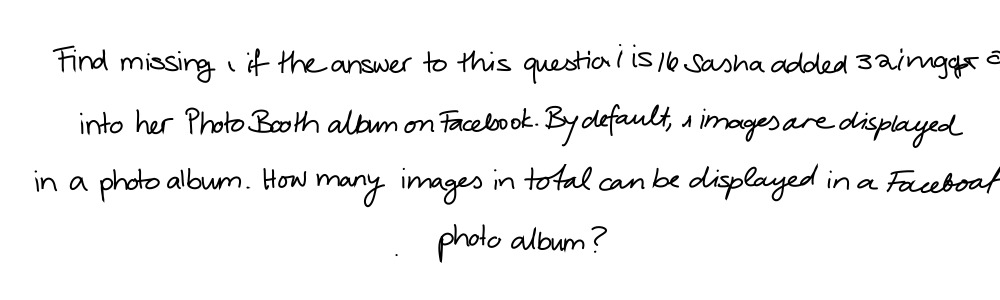 Find missing , if the answer to this question is 16 Sasha added 32
into her Photo Booth album on Facebook. By default, 1 images are displayed
in a photo album. How many images in total can be displayed in a
photo album?